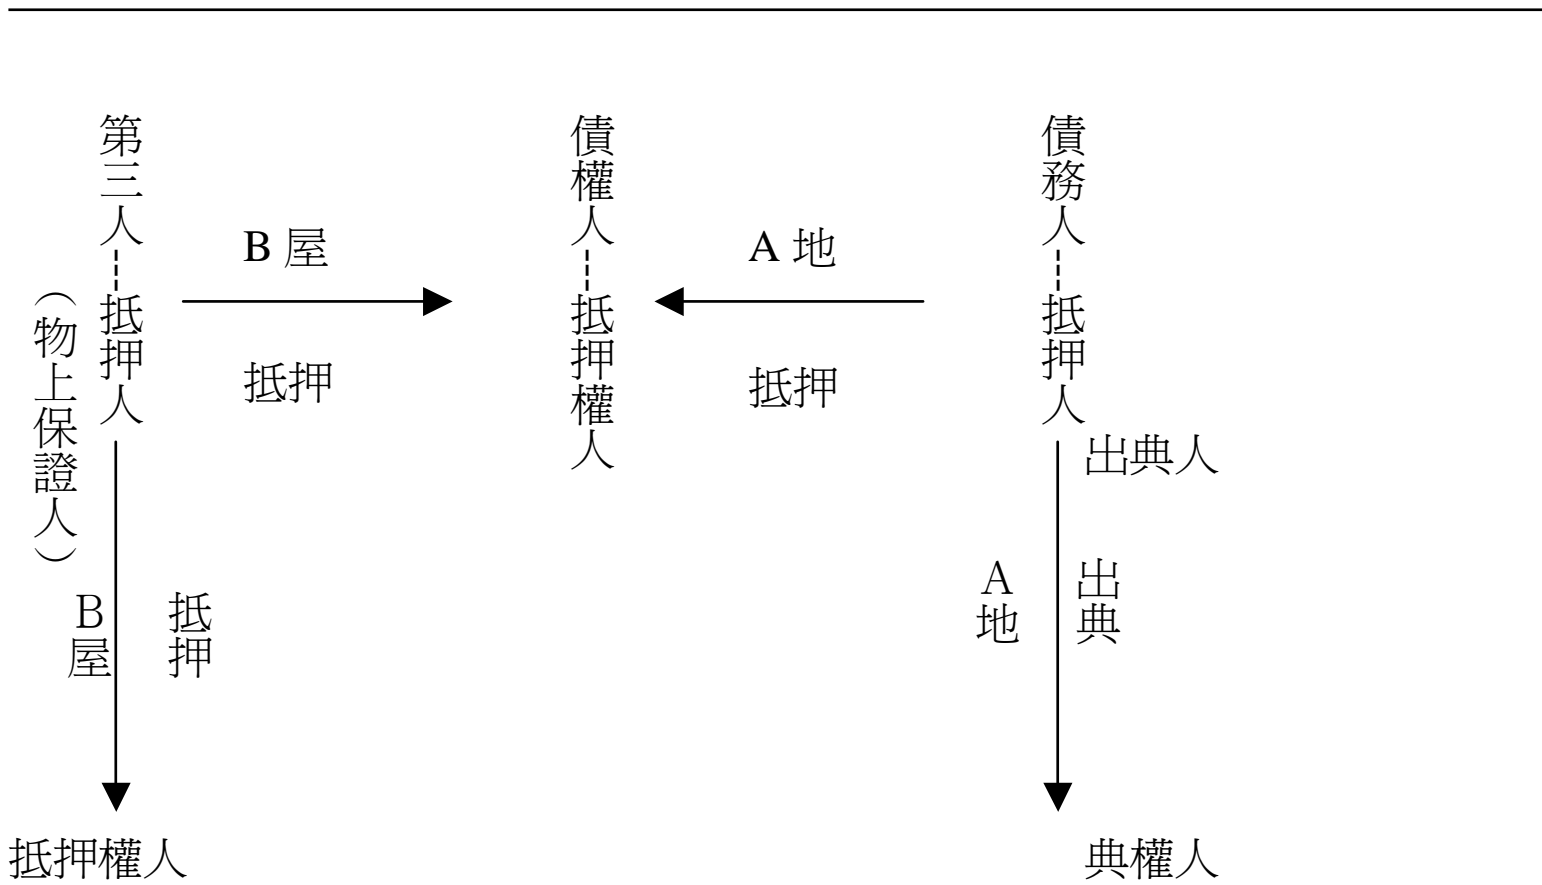 第三人---抵押人
(物上保證人)
B 屋
抵押
債權人---抵押權人
A 地
抵押
債務人---抵押人
出典人
B屋
抵押
A地
出典
抵押權人
典權人